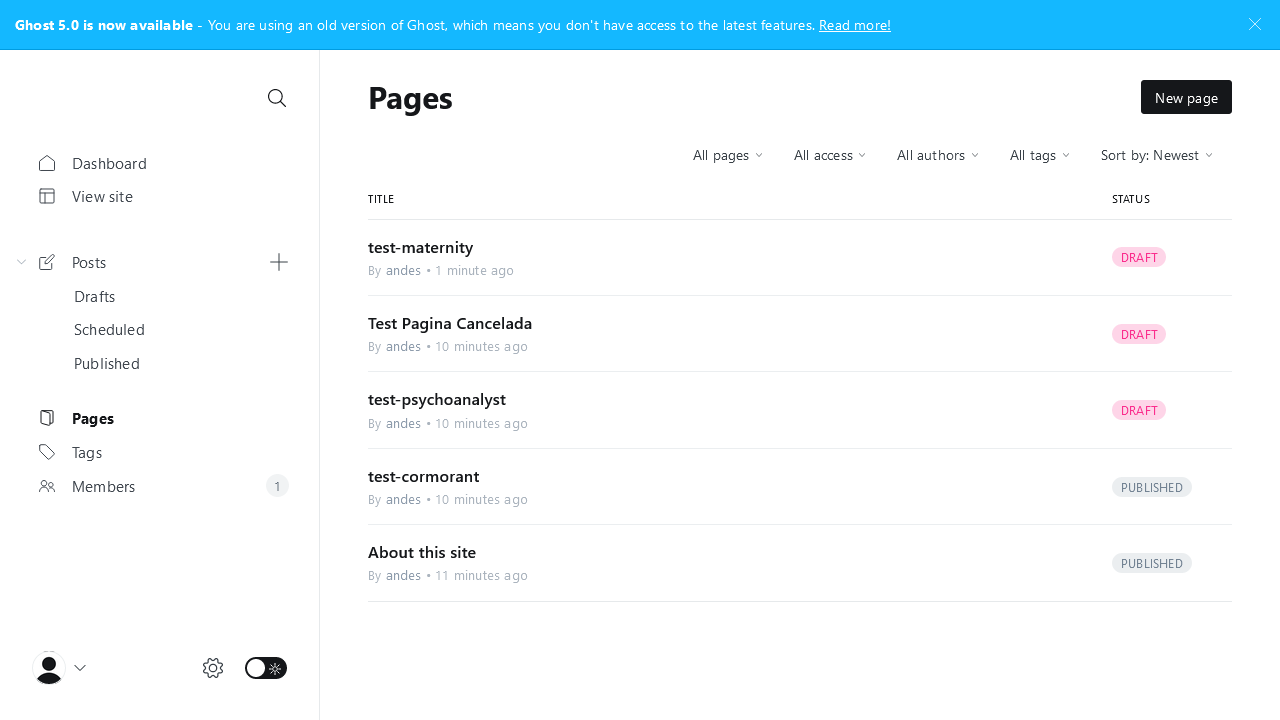 Ghost 5.0 is now available - You are using an old version of Ghost, which means you don't have access to the latest features. Read more!
Dashboard
View site
Posts
Drafts
Scheduled
Published
Pages
Tags
Members 1
Pages
New page
All pages All access All authors All tags Sort by: Newest
TITLE STATUS
test-maternity
By andes • 1 minute ago
DRAFT
Test Pagina Cancelada
By andes • 10 minutes ago
DRAFT
test-psychoanalyst
By andes • 10 minutes ago
DRAFT
test-cormorant
By andes • 10 minutes ago
PUBLISHED
About this site
By andes • 11 minutes ago
PUBLISHED